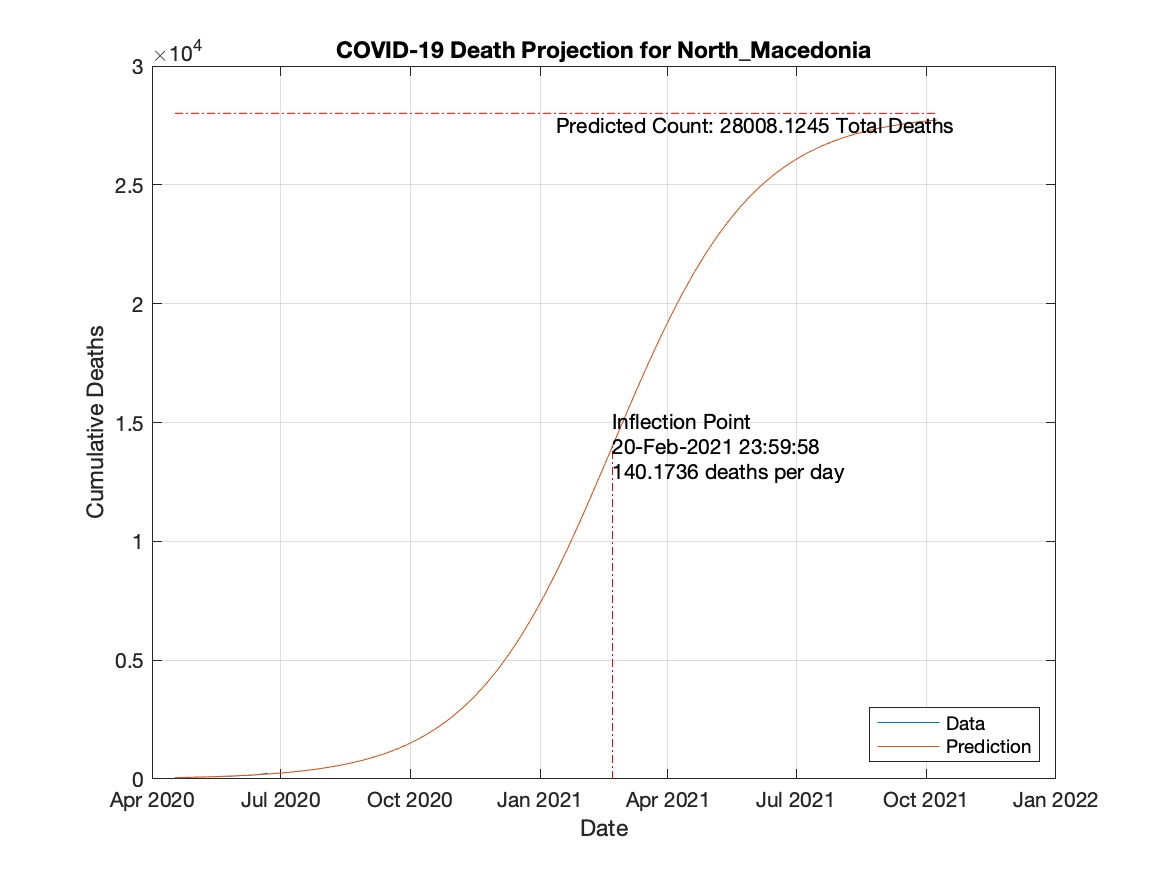 COVID-19 Death Projection for North_Macedonia
×10⁴
3
2.5
2
1.5
1
0.5
0
Cumulative Deaths
Predicted Count: 28008.1245 Total Deaths
Inflection Point
20-Feb-2021 23:59:58
140.1736 deaths per day
Data
Prediction
Apr 2020 Jul 2020 Oct 2020 Jan 2021 Apr 2021 Jul 2021 Oct 2021 Jan 2022
Date